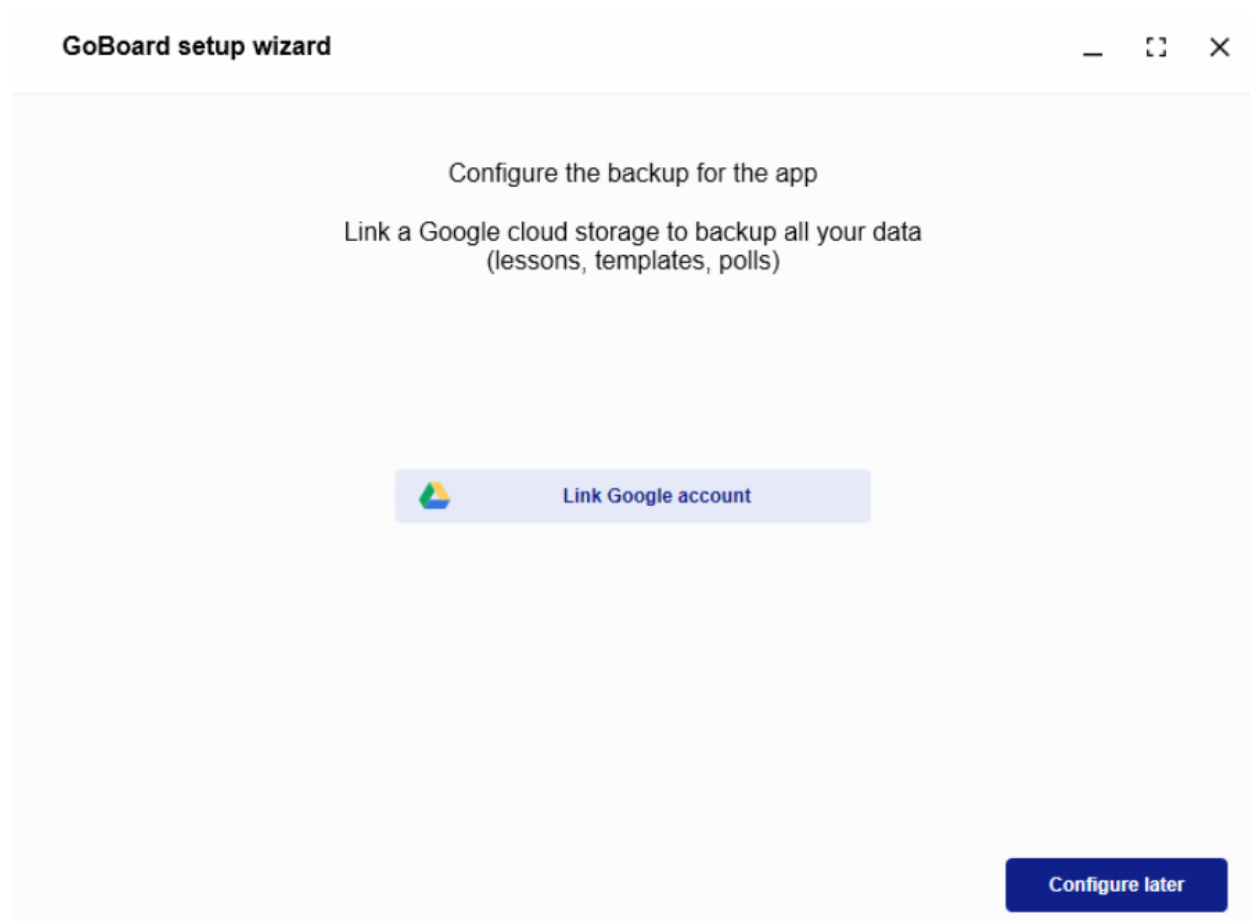 GoBoard setup wizard
Configure the backup for the app
Link a Google cloud storage to backup all your data
(lessons, templates, polls)
Link Google account
Configure later